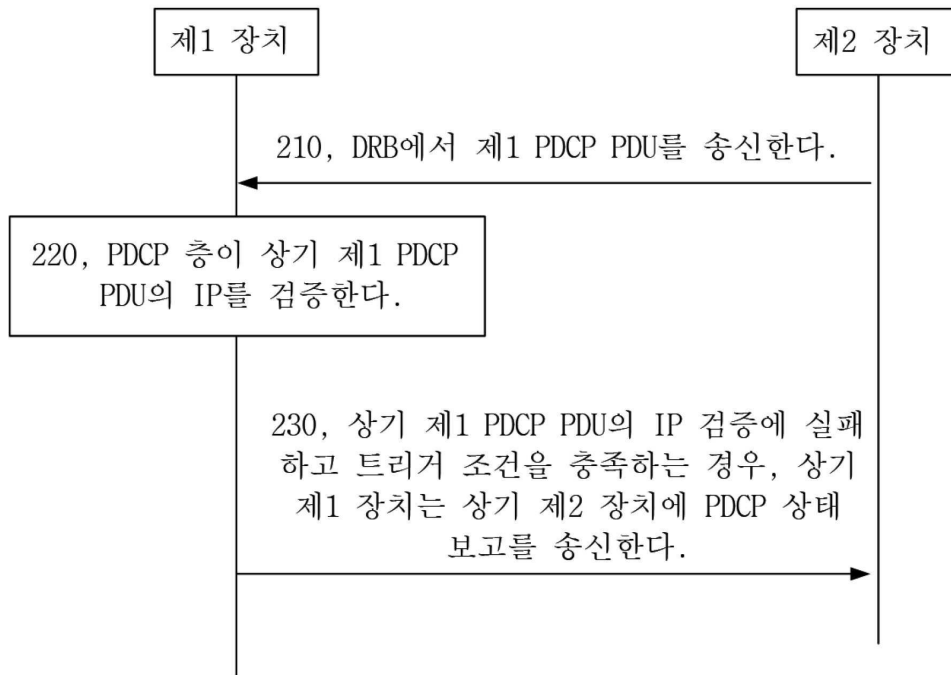 제1 장치
제2 장치
210, DRB에서 제1 PDCP PDU를 송신한다.
220, PDCP 층이 상기 제1 PDCP
PDU의 IP를 검증한다.
230, 상기 제1 PDCP PDU의 IP 검증에 실패
하고 트리거 조건을 충족하는 경우, 상기
제1 장치는 상기 제2 장치에 PDCP 상태
보고를 송신한다.